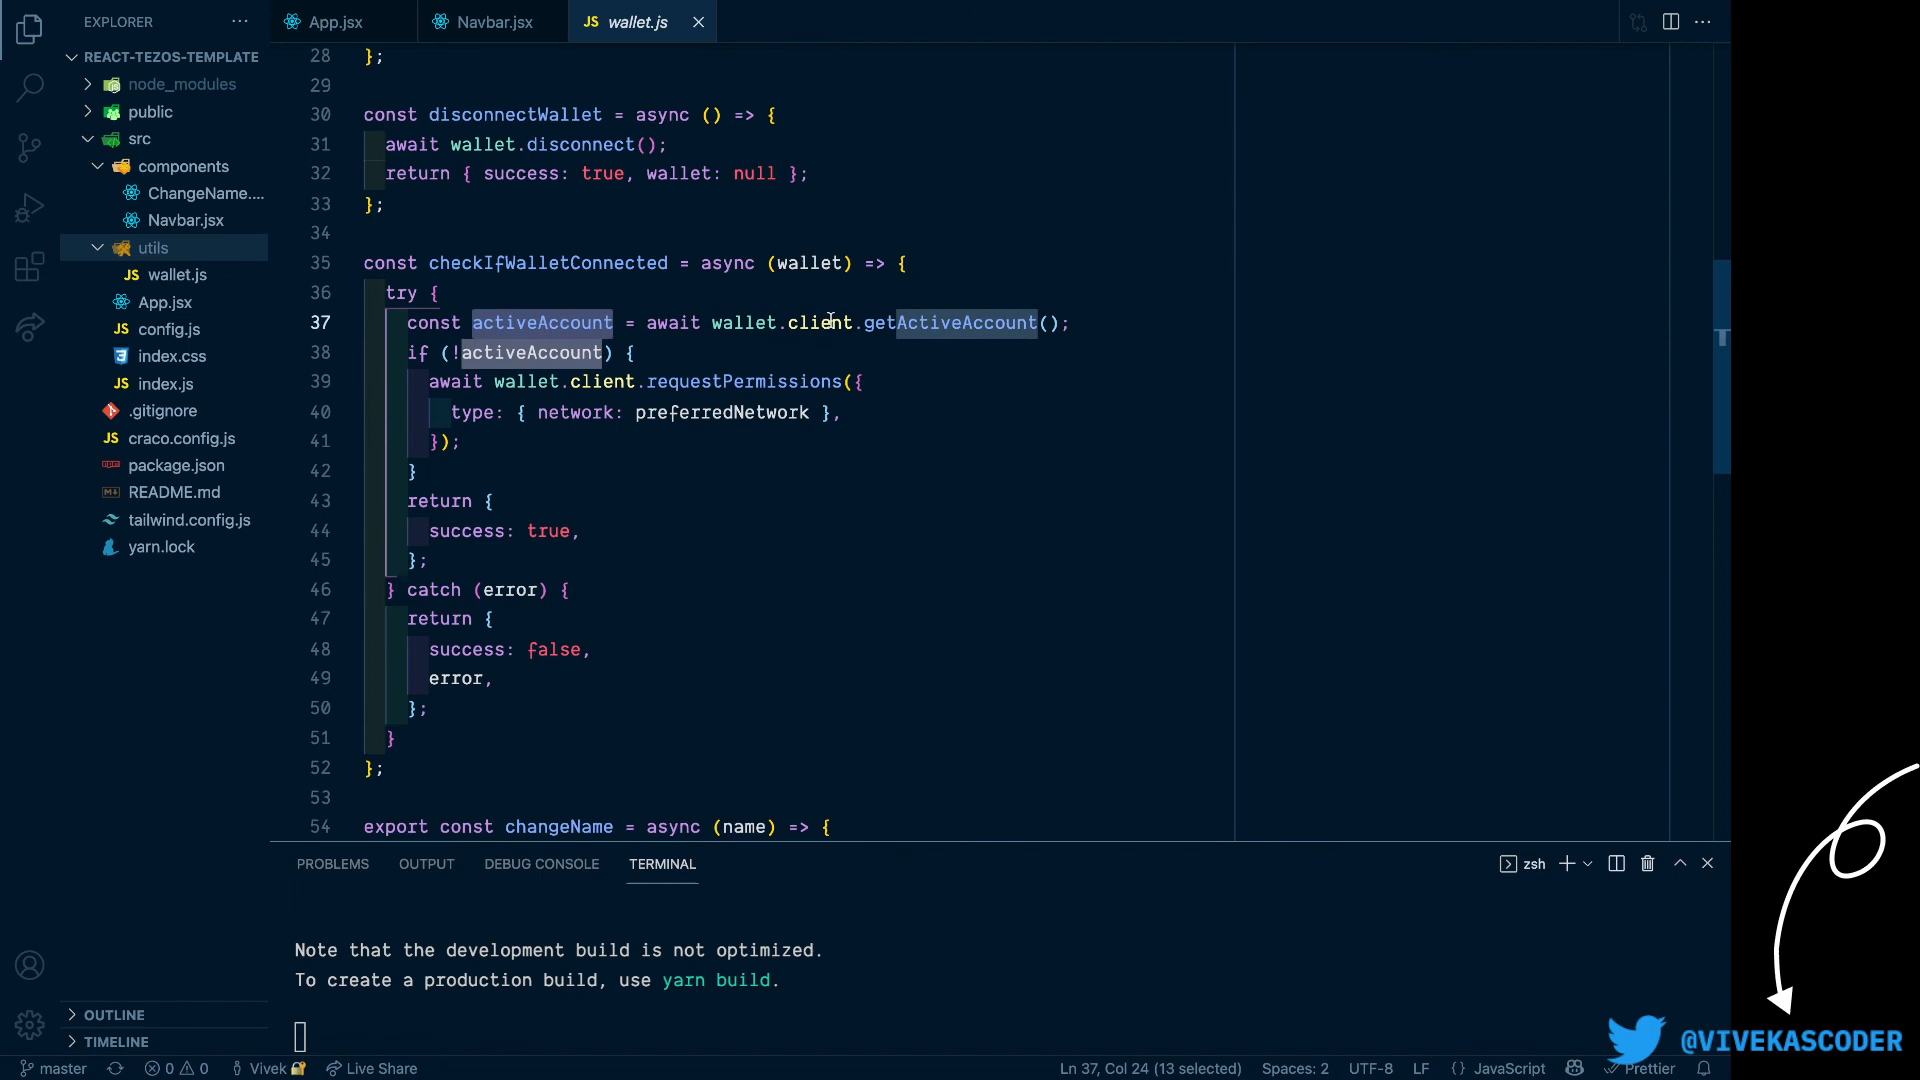 EXPLORER
REACT-TEZOS-TEMPLATE
node_modules
public
src
components
ChangeName....
Navbar.jsx
utils
JS wallet.js
App.jsx
JS config.js
index.css
JS index.js
.gitignore
JS craco.config.js
package.json
README.md
tailwind.config.js
yarn.lock
OUTLINE
TIMELINE
App.jsx
Navbar.jsx
JS wallet.js
28 };
29
30 const disconnectWallet = async () => {
31 await wallet.disconnect();
32 return { success: true, wallet: null };
33 };
34
35 const checkIfWalletConnected = async (wallet) => {
36 try {
37 const activeAccount = await wallet.client.getActiveAccount();
38 if (!activeAccount) {
39 await wallet.client.requestPermissions({
40 type: { network: preferredNetwork },
41 });
42 }
43 return {
44 success: true,
45 };
46 } catch (error) {
47 return {
48 success: false,
49 error,
50 };
51 }
52 };
53
54 export const changeName = async (name) => {
PROBLEMS OUTPUT DEBUG CONSOLE TERMINAL
zsh
Note that the development build is not optimized.
To create a production build, use yarn build.
@VIVEKASCODER
master 0 0 Vivek Live Share Ln 37, Col 24 (13 selected) Spaces: 2 UTF-8 LF {} JavaScript Prettier